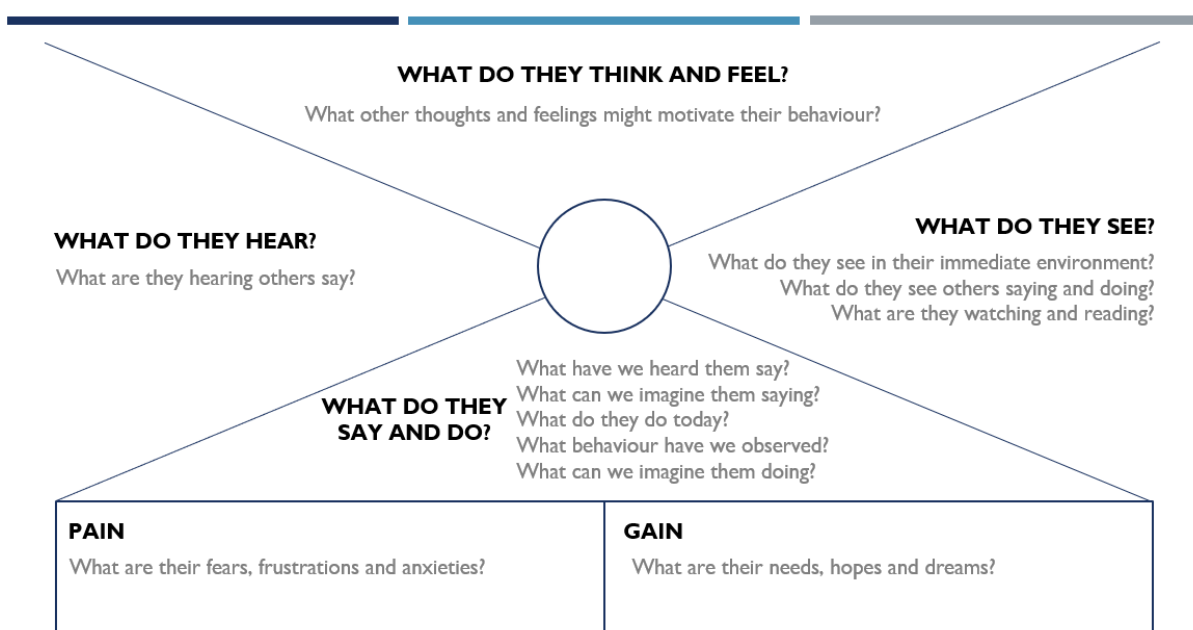 WHAT DO THEY THINK AND FEEL?
What other thoughts and feelings might motivate their behaviour?
WHAT DO THEY HEAR?
What are they hearing others say?
WHAT DO THEY SEE?
What do they see in their immediate environment?
What do they see others saying and doing?
What are they watching and reading?
WHAT DO THEY
SAY AND DO?
What have we heard them say?
What can we imagine them saying?
What do they do today?
What behaviour have we observed?
What can we imagine them doing?
PAIN
What are their fears, frustrations and anxieties?
GAIN
What are their needs, hopes and dreams?